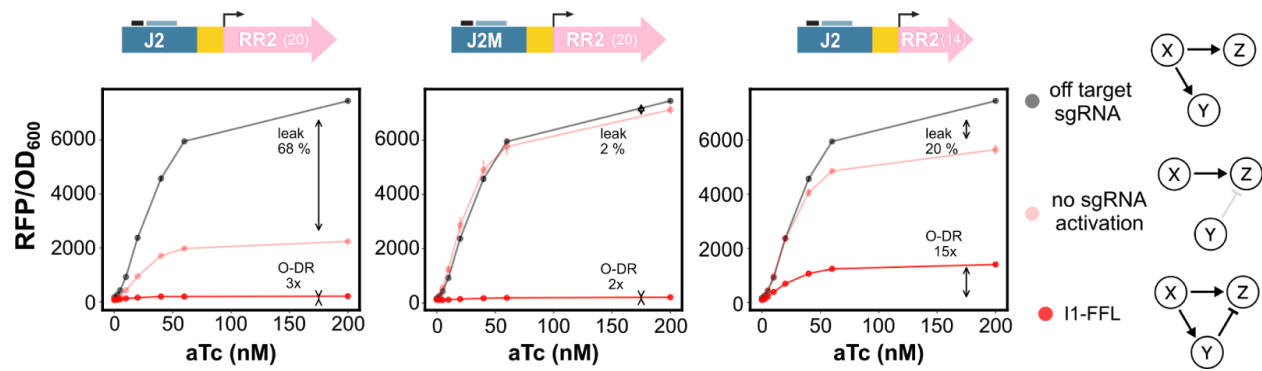 J2 RR2 (20)
J2M RR2 (20)
J2 RR2 (14)
RFP/OD600
6000
4000
2000
0
leak
68 %
O-DR
3x
0 50 100 150 200
aTc (nM)
6000
4000
2000
0
leak
2 %
O-DR
2x
0 50 100 150 200
aTc (nM)
6000
4000
2000
0
leak
20 %
O-DR
15x
0 50 100 150 200
aTc (nM)
off target
sgRNA
X Z
Y
no sgRNA
activation
X Z
Y
I1-FFL
X Z
Y